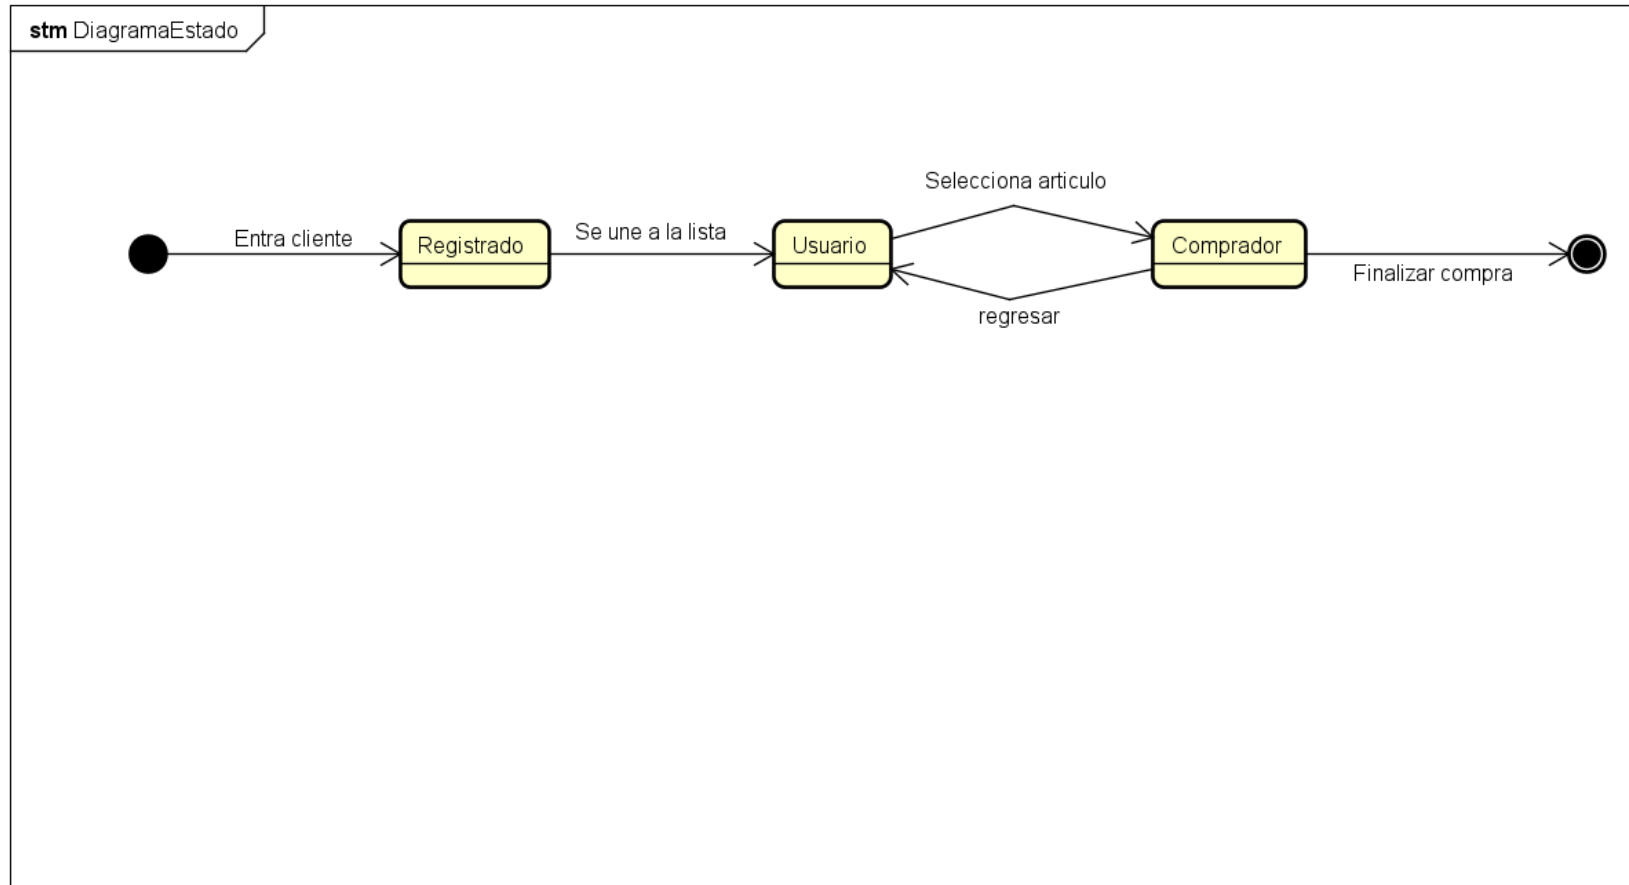 stm DiagramaEstado
Selecciona articulo
Entra cliente
Se une a la lista
Registrado
Usuario
Comprador
Finalizar compra
regresar